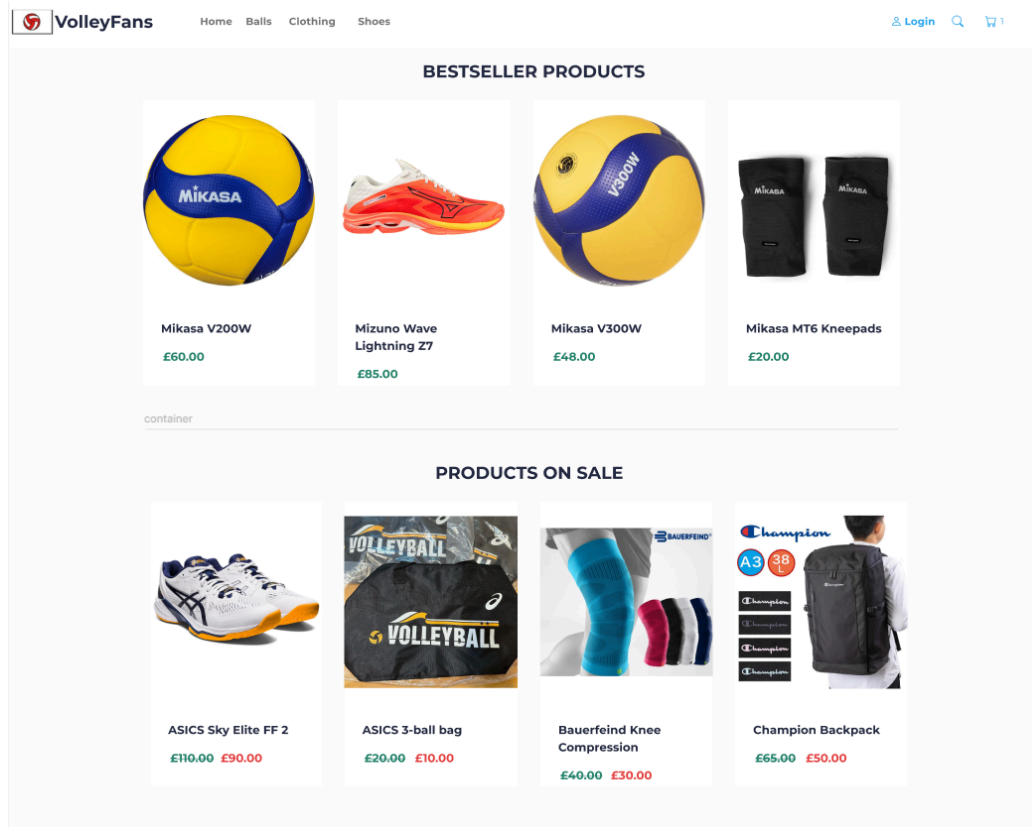 VolleyFans Home Balls Clothing Shoes Login 1
BESTSELLER PRODUCTS
MIKASA
V300W
MIKASA MIKASA
Mikasa V200W
£60.00
Mizuno Wave
Lightning Z7
£85.00
Mikasa V300W
£48.00
Mikasa MT6 Kneepads
£20.00
container
PRODUCTS ON SALE
VOLLEYBALL
VOLLEYBALL
BAUERFEIND
Champion
A3 38
L
Champion
Champion
Champion
Champion
Champion
ASICS Sky Elite FF 2
£110.00 £90.00
ASICS 3-ball bag
£20.00 £10.00
Bauerfeind Knee
Compression
£40.00 £30.00
Champion Backpack
£65.00 £50.00